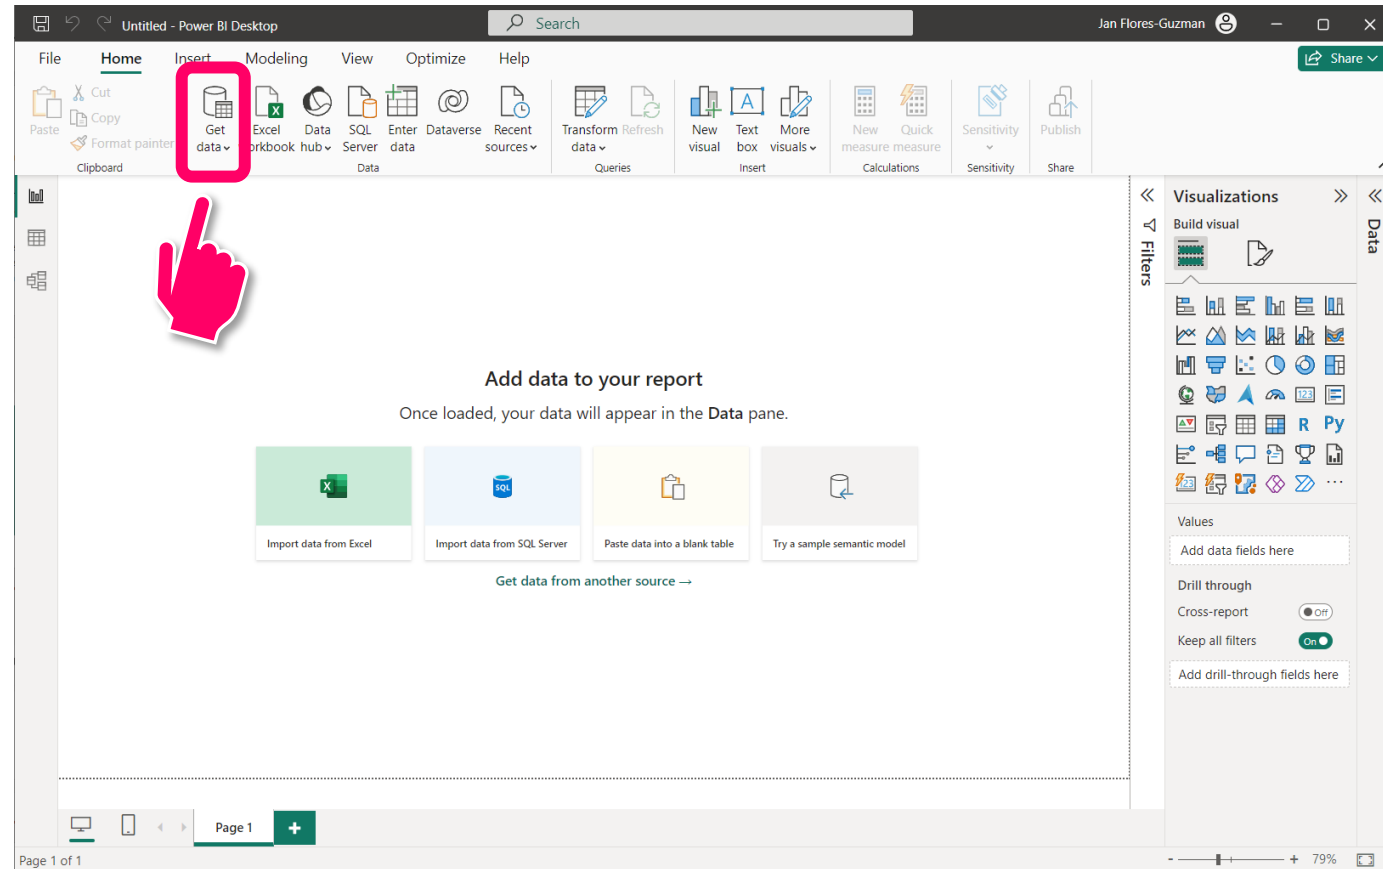 Untitled - Power BI Desktop
Search
Jan Flores-Guzman
File Home Insert Modeling View Optimize Help
Share
Paste
Cut
Copy
Format painter
Clipboard
Get data
Excel workbook
Data hub
SQL Server
Enter data
Dataverse
Recent sources
Data
Transform data
Refresh
Queries
New visual
Text box
More visuals
Insert
New measure
Quick measure
Calculations
Sensitivity
Sensitivity
Publish
Share
Filters
Visualizations
Build visual
Data
123
R Py
123
Add data to your report
Once loaded, your data will appear in the Data pane.
X
SQL
Import data from Excel
Import data from SQL Server
Paste data into a blank table
Try a sample semantic model
Get data from another source →
Values
Add data fields here
Drill through
Cross-report
Off
Keep all filters
On
Add drill-through fields here
Page 1
+
Page 1 of 1
- + 79%